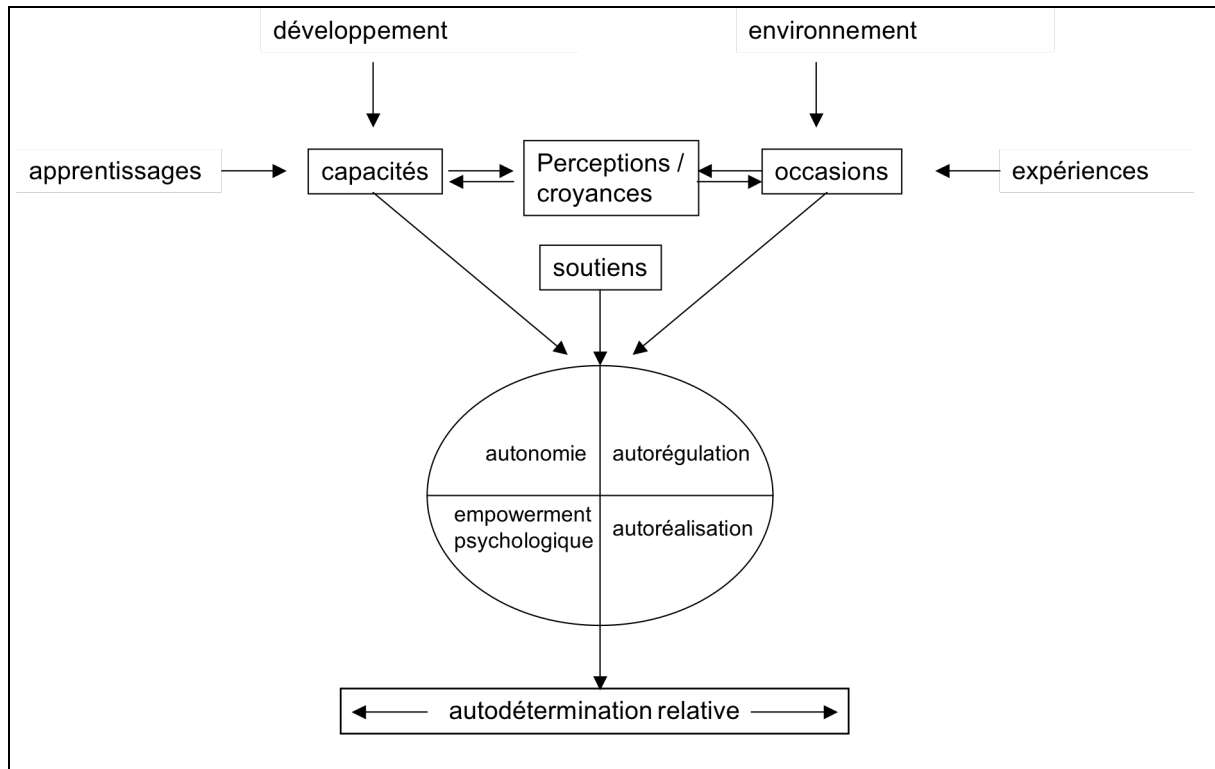 développement
environnement
apprentissages
capacités
Perceptions /
croyances
occasions
expériences
soutiens
autonomie
autorégulation
empowerment
psychologique
autoréalisation
autodétermination relative